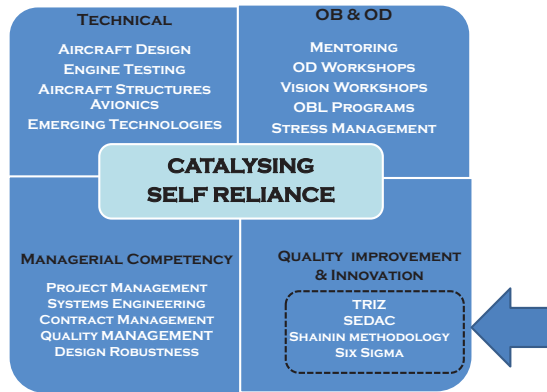 TECHNICAL
AIRCRAFT DESIGN
ENGINE TESTING
AIRCRAFT STRUCTURES
AVIONICS
EMERGING TECHNOLOGIES
OB & OD
MENTORING
OD WORKSHOPS
VISION WORKSHOPS
OBL PROGRAMS
STRESS MANAGEMENT
CATALYSING
SELF RELIANCE
MANAGERIAL COMPETENCY
PROJECT MANAGEMENT
SYSTEMS ENGINEERING
CONTRACT MANAGEMENT
QUALITY MANAGEMENT
DESIGN ROBUSTNESS
QUALITY IMPROVEMENT
& INNOVATION
TRIZ
SEDAC
SHAININ METHODOLOGY
SIX SIGMA